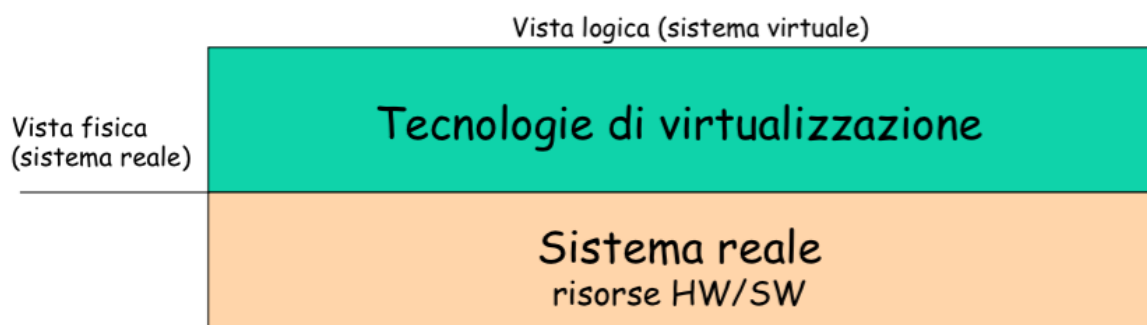 Vista logica (sistema virtuale)
Tecnologie di virtualizzazione
Vista fisica
(sistema reale)
Sistema reale
risorse HW/SW